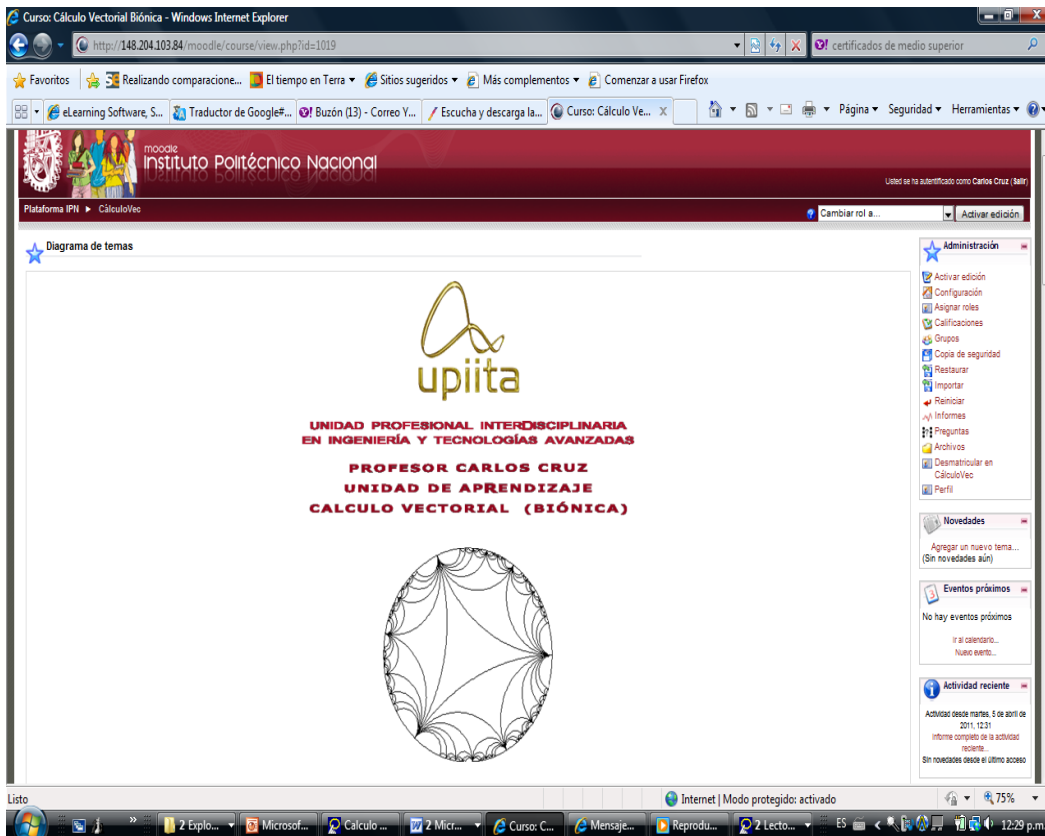 Curso: Cálculo Vectorial Biónica - Windows Internet Explorer
http://148.204.103.84/moodle/course/view.php?id=1019
certificados de medio superior
Favoritos
Realizando comparacione...
El tiempo en Terra
Sitios sugeridos
Más complementos
Comenzar a usar Firefox
eLearning Software, S...
Traductor de Google#...
Buzón (13) - Correo Y...
Escucha y descarga la...
Curso: Cálculo Ve... x
Página
Seguridad
Herramientas
moodle
Instituto Politécnico Nacional
Usted se ha autentificado como Carlos Cruz (Salir)
Plataforma IPN ► CálculoVec
Cambiar rol a...
Activar edición
Diagrama de temas
upiita
UNIDAD PROFESIONAL INTERDISCIPLINARIA
EN INGENIERÍA Y TECNOLOGÍAS AVANZADAS
PROFESOR CARLOS CRUZ
UNIDAD DE APRENDIZAJE
CALCULO VECTORIAL (BIÓNICA)
Administración
Activar edición
Configuración
Asignar roles
Calificaciones
Grupos
Copia de seguridad
Restaurar
Importar
Reiniciar
Informes
Preguntas
Archivos
Desmatricular en
CálculoVec
Perfil
Novedades
Agregar un nuevo tema...
(Sin novedades aún)
Eventos próximos
No hay eventos próximos
Ir al calendario...
Nuevo evento...
Actividad reciente
Actividad desde martes, 5 de abril de
2011, 12:31
Informe completo de la actividad
reciente...
Sin novedades desde el último acceso
Listo
Internet | Modo protegido: activado
75%
2 Explo...
Microsof...
Calculo ...
2 Micr...
Curso: C...
Mensaje...
Reprodu...
2 Lecto...
ES
12:29 p.m.